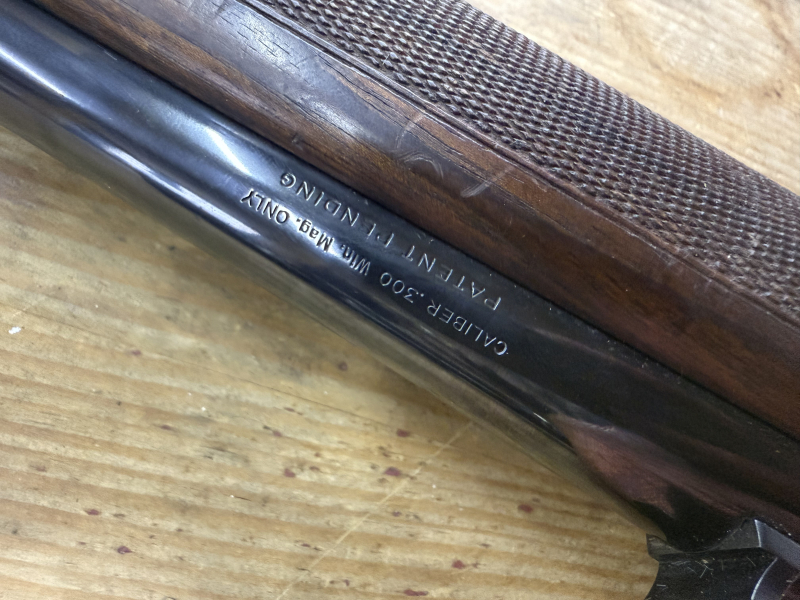 CALIBER .300 Win. Mag. ONLY
PATENT PENDING